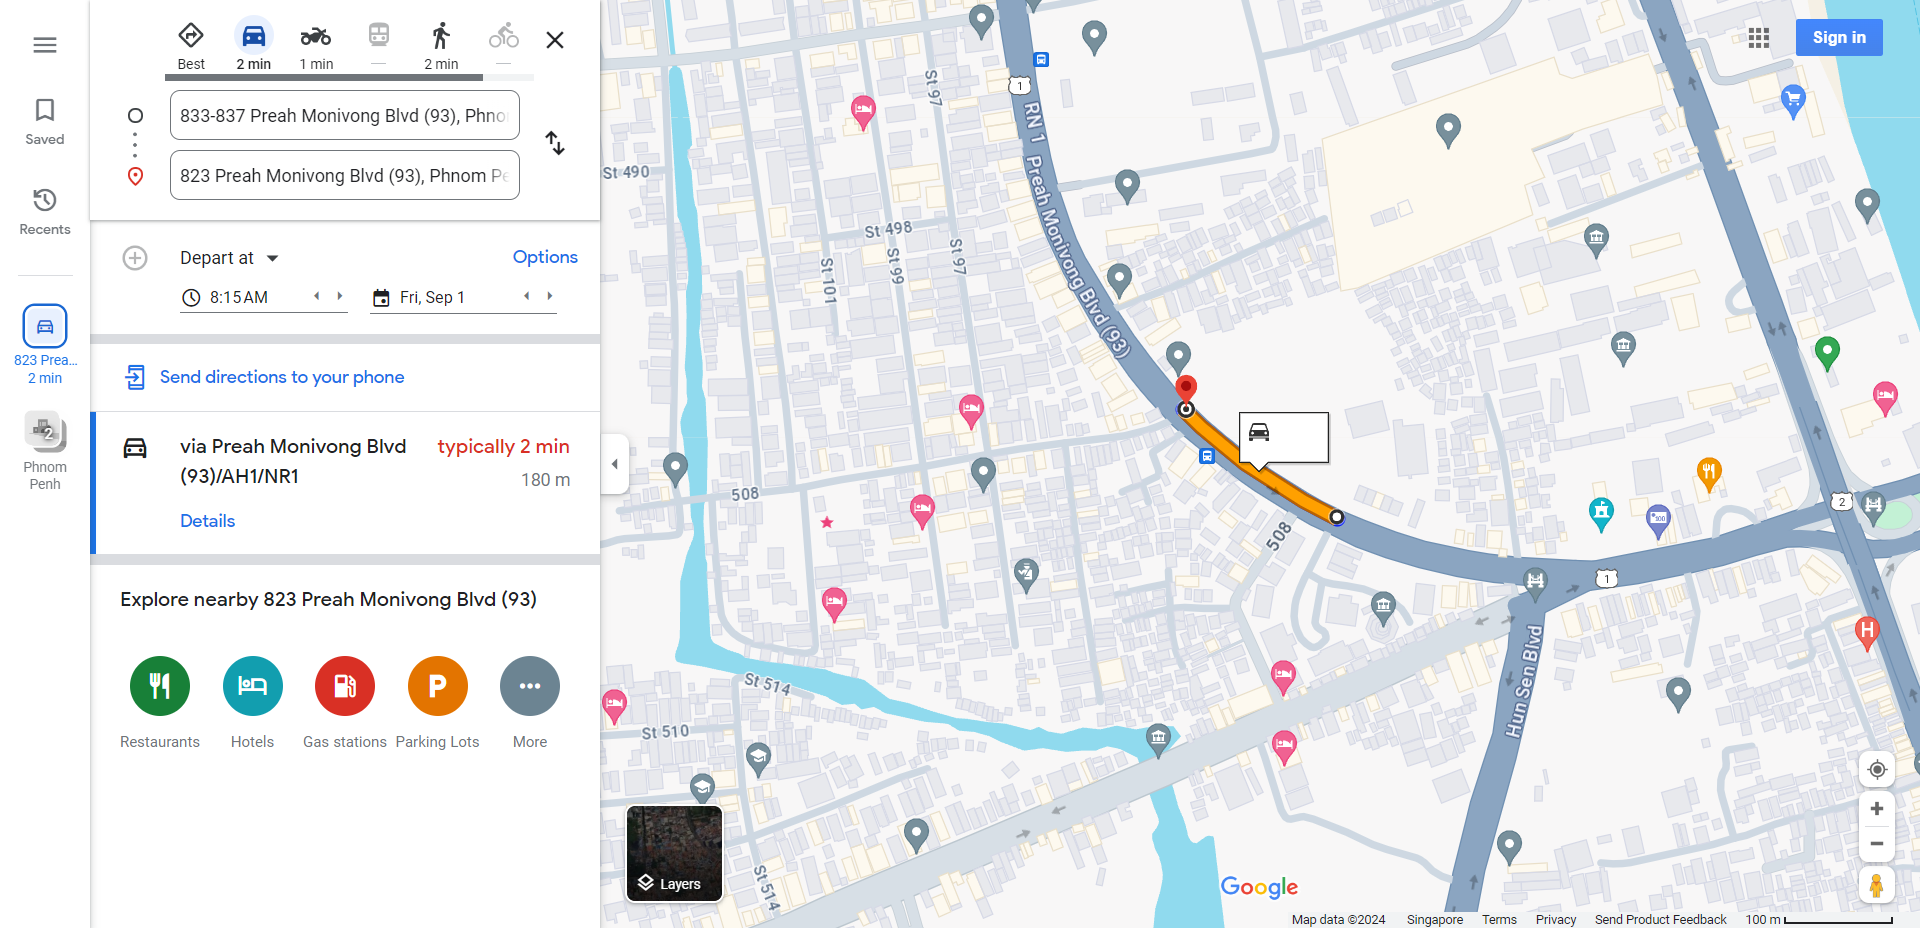 Best
2 min
1 min
—
2 min
—
833-837 Preah Monivong Blvd (93), Phno
823 Preah Monivong Blvd (93), Phnom Pe
Saved
Recents
823 Prea...
2 min
2
Phnom
Penh
Depart at
Options
8:15 AM
Fri, Sep 1
Send directions to your phone
via Preah Monivong Blvd
(93)/AH1/NR1
typically 2 min
180 m
Details
Explore nearby 823 Preah Monivong Blvd (93)
P
Restaurants
Hotels
Gas stations
Parking Lots
More
Sign in
1
RN 1
Preah Monivong Blvd (93)
St 97
St 490
St 498
St 97
St 99
St 101
508
508
1
2
H
Hun Sen Blvd
St 514
St 510
St 514
Layers
Google
Map data ©2024
Singapore
Terms
Privacy
Send Product Feedback
100 m